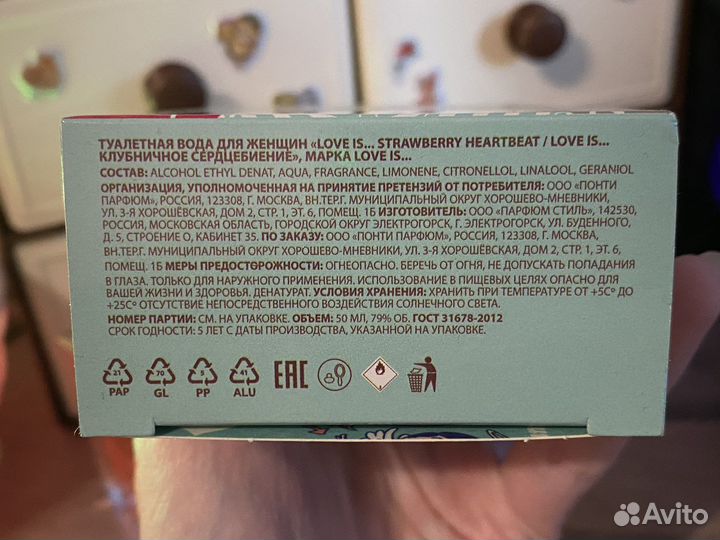 ТУАЛЕТНАЯ ВОДА ДЛЯ ЖЕНЩИН «LOVE IS... STRAWBERRY HEARTBEAT / LOVE IS...
КЛУБНИЧНОЕ СЕРДЦЕБИЕНИЕ», МАРКА LOVE IS...
СОСТАВ: ALCOHOL ETHYL DENAT, AQUA, FRAGRANCE, LIMONENE, CITRONELLOL, LINALOOL, GERANIOL
ОРГАНИЗАЦИЯ, УПОЛНОМОЧЕННАЯ НА ПРИНЯТИЕ ПРЕТЕНЗИЙ ОТ ПОТРЕБИТЕЛЯ: ООО «ПОНТИ
ПАРФЮМ», РОССИЯ, 123308, Г. МОСКВА, ВН.ТЕР.Г. МУНИЦИПАЛЬНЫЙ ОКРУГ ХОРОШЕВО-МНЕВНИКИ,
УЛ. 3-Я ХОРОШЁВСКАЯ, ДОМ 2, СТР. 1, ЭТ. 6, ПОМЕЩ. 1Б ИЗГОТОВИТЕЛЬ: ООО «ПАРФЮМ СТИЛЬ», 142530,
РОССИЯ, МОСКОВСКАЯ ОБЛАСТЬ, ГОРОДСКОЙ ОКРУГ ЭЛЕКТРОГОРСК, Г. ЭЛЕКТРОГОРСК, УЛ. БУДЕННОГО,
Д. 5, СТРОЕНИЕ О, КАБИНЕТ 35. ПО ЗАКАЗУ: ООО «ПОНТИ ПАРФЮМ», РОССИЯ, 123308, Г. МОСКВА,
ВН.ТЕР.Г. МУНИЦИПАЛЬНЫЙ ОКРУГ ХОРОШЕВО-МНЕВНИКИ, УЛ. 3-Я ХОРОШЁВСКАЯ, ДОМ 2, СТР. 1, ЭТ. 6,
ПОМЕЩ. 1Б МЕРЫ ПРЕДОСТОРОЖНОСТИ: ОГНЕОПАСНО. БЕРЕЧЬ ОТ ОГНЯ, НЕ ДОПУСКАТЬ ПОПАДАНИЯ
В ГЛАЗА. ТОЛЬКО ДЛЯ НАРУЖНОГО ПРИМЕНЕНИЯ. ИСПОЛЬЗОВАНИЕ В ПИЩЕВЫХ ЦЕЛЯХ ОПАСНО ДЛЯ
ВАШЕЙ ЖИЗНИ И ЗДОРОВЬЯ. ДЕНАТУРАТ. УСЛОВИЯ ХРАНЕНИЯ: ХРАНИТЬ ПРИ ТЕМПЕРАТУРЕ ОТ +5С° ДО
+25С° ОТСУТСТВИЕ НЕПОСРЕДСТВЕННОГО ВОЗДЕЙСТВИЯ СОЛНЕЧНОГО СВЕТА.
НОМЕР ПАРТИИ: СМ. НА УПАКОВКЕ. ОБЪЕМ: 50 МЛ, 79% ОБ. ГОСТ 31678-2012
СРОК ГОДНОСТИ: 5 ЛЕТ С ДАТЫ ПРОИЗВОДСТВА, УКАЗАННОЙ НА УПАКОВКЕ.
21 70 5 41 EAC
PAP GL PP ALU
Avito